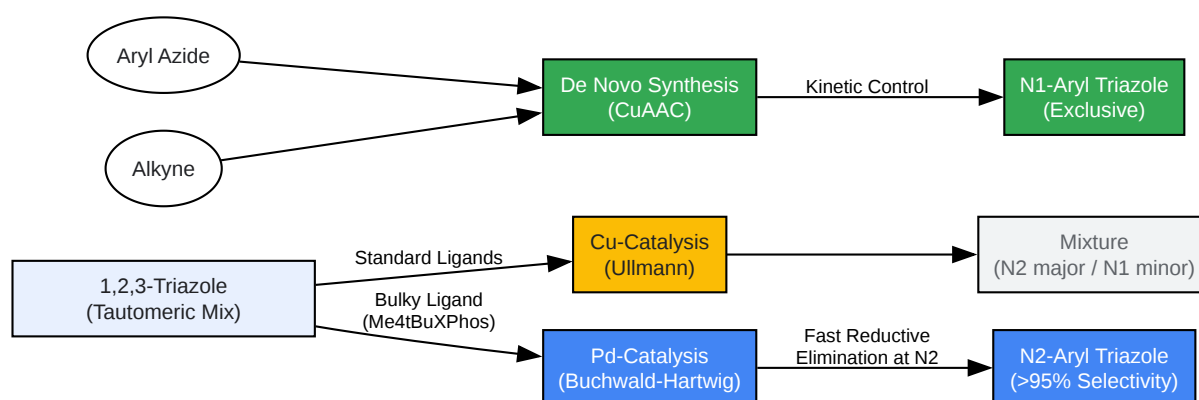 Aryl Azide
Alkyne
De Novo Synthesis
(CuAAC)
Kinetic Control
N1-Aryl Triazole
(Exclusive)
1,2,3-Triazole
(Tautomeric Mix)
Standard Ligands
Cu-Catalysis
(Ullmann)
Mixture
(N2 major / N1 minor)
Bulky Ligand
(Me4tBuXPhos)
Pd-Catalysis
(Buchwald-Hartwig)
Fast Reductive
Elimination at N2
N2-Aryl Triazole
(>95% Selectivity)